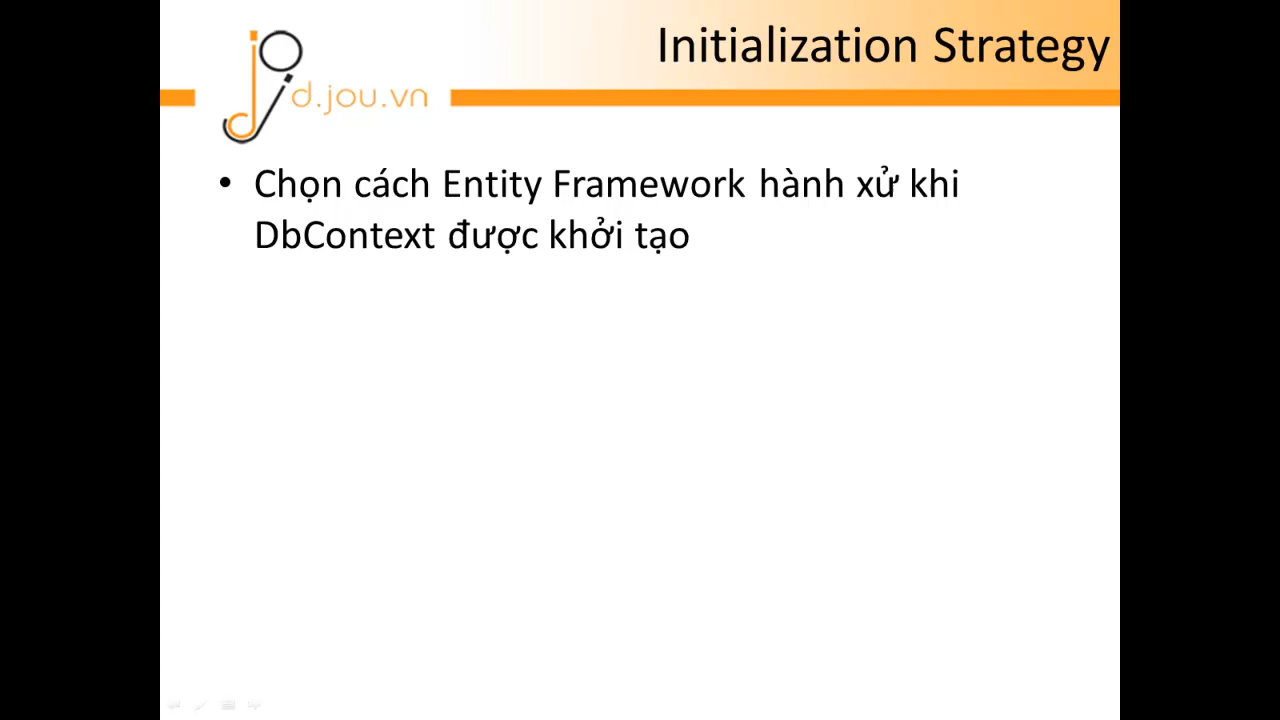 Initialization Strategy
d.jou.vn
• Chọn cách Entity Framework hành xử khi
DbContext được khởi tạo